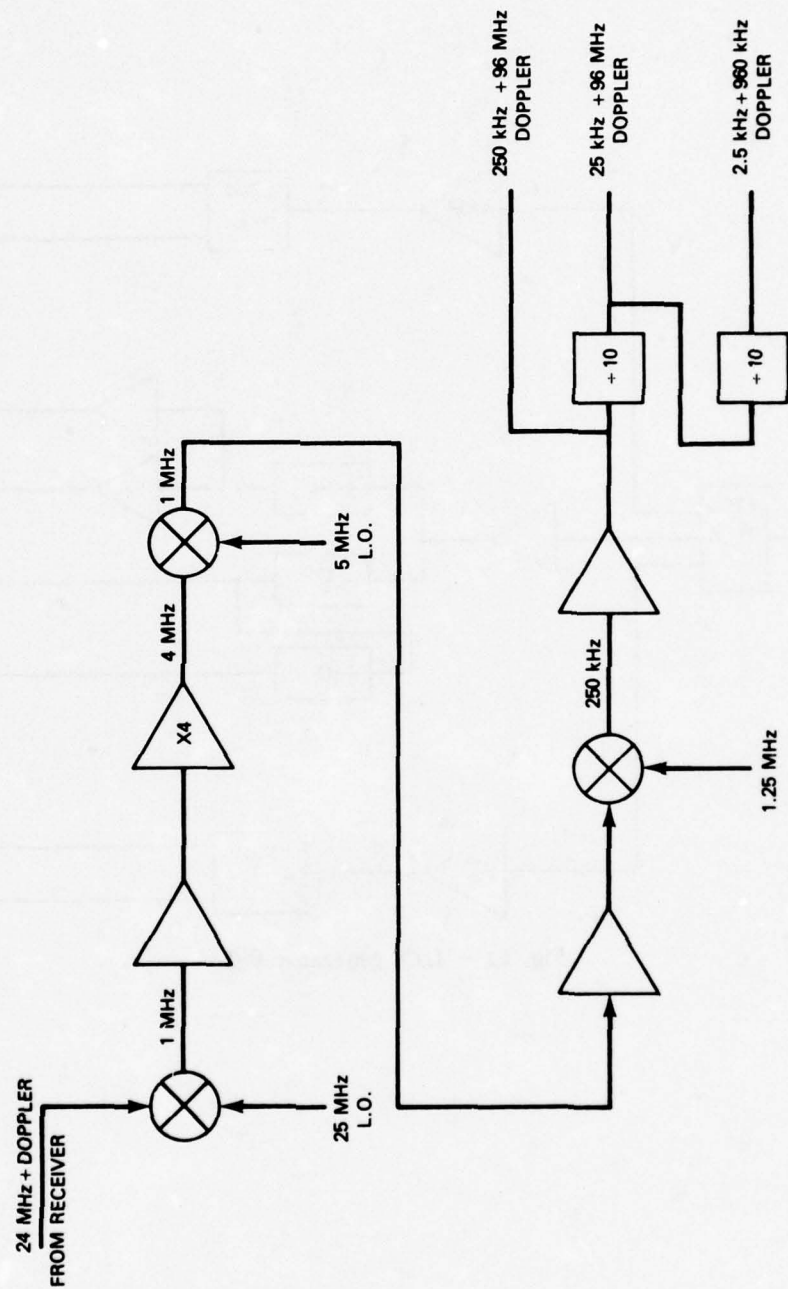 24 MHz + DOPPLER
FROM RECEIVER
1 MHz
25 MHz
L.O.
X4
4 MHz
5 MHz
L.O.
1 MHz
1.25 MHz
250 kHz
÷ 10
÷ 10
250 kHz + 96 MHz
DOPPLER
25 kHz + 96 MHz
DOPPLER
2.5 kHz + 960 kHz
DOPPLER